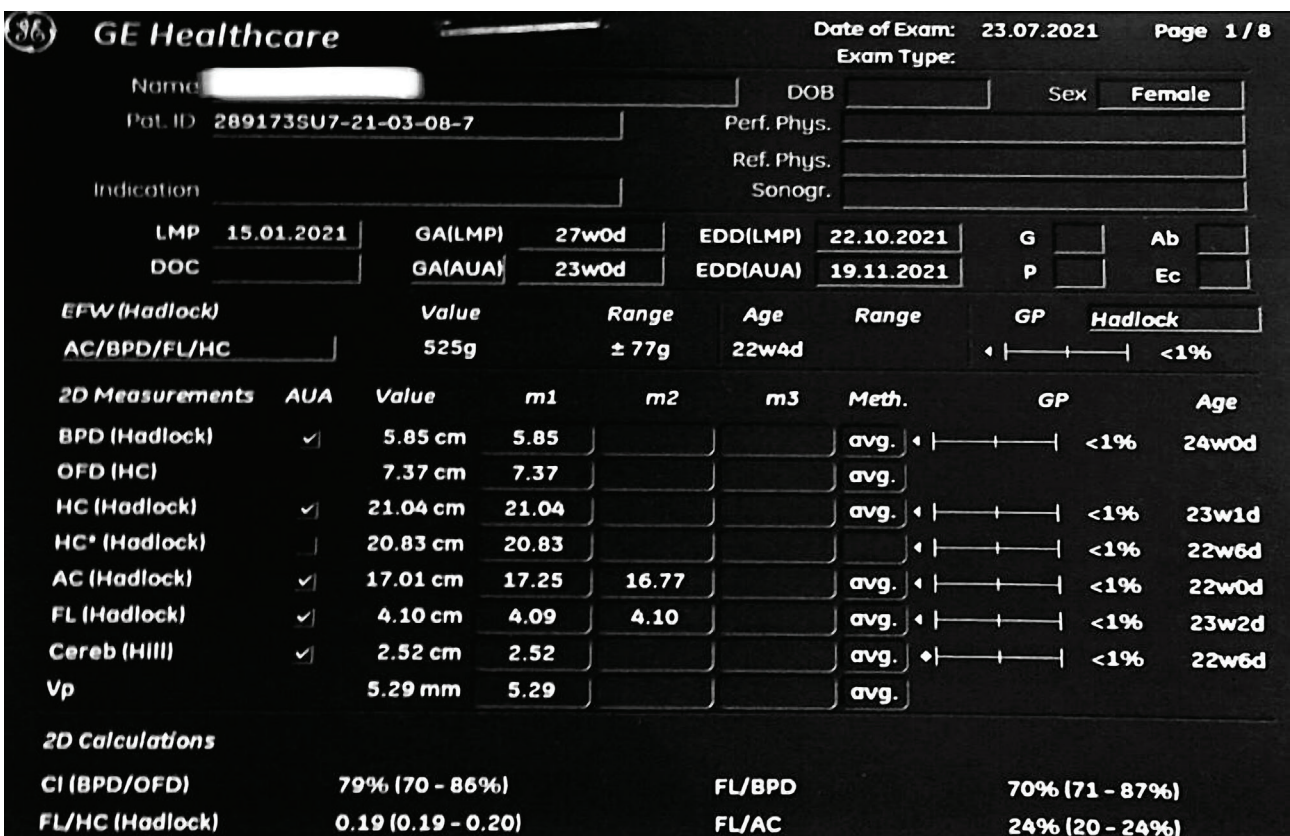 GE Healthcare Date of Exam: 23.07.2021 Page 1/8
Exam Type:
Name DOB Sex Female
Pat. ID 289173SU7-21-03-08-7 Perf. Phys.
Ref. Phys.
Indication Sonogr.
LMP 15.01.2021 GA(LMP) 27w0d EDD(LMP) 22.10.2021 G Ab
DOC GA(AUA) 23w0d EDD(AUA) 19.11.2021 P Ec
EFW (Hadlock) Value Range Age Range GP Hadlock
AC/BPD/FL/HC 525g ± 77g 22w4d <1%
2D Measurements AUA Value m1 m2 m3 Meth. GP Age
BPD (Hadlock) ✓ 5.85 cm 5.85 avg. <1% 24w0d
OFD (HC) 7.37 cm 7.37 avg.
HC (Hadlock) ✓ 21.04 cm 21.04 avg. <1% 23w1d
HC* (Hadlock) 20.83 cm 20.83 <1% 22w6d
AC (Hadlock) ✓ 17.01 cm 17.25 16.77 avg. <1% 22w0d
FL (Hadlock) ✓ 4.10 cm 4.09 4.10 avg. <1% 23w2d
Cereb (Hill) ✓ 2.52 cm 2.52 avg. <1% 22w6d
Vp 5.29 mm 5.29 avg.
2D Calculations
CI (BPD/OFD) 79% (70 - 86%) FL/BPD 70% (71 - 87%)
FL/HC (Hadlock) 0.19 (0.19 - 0.20) FL/AC 24% (20 - 24%)